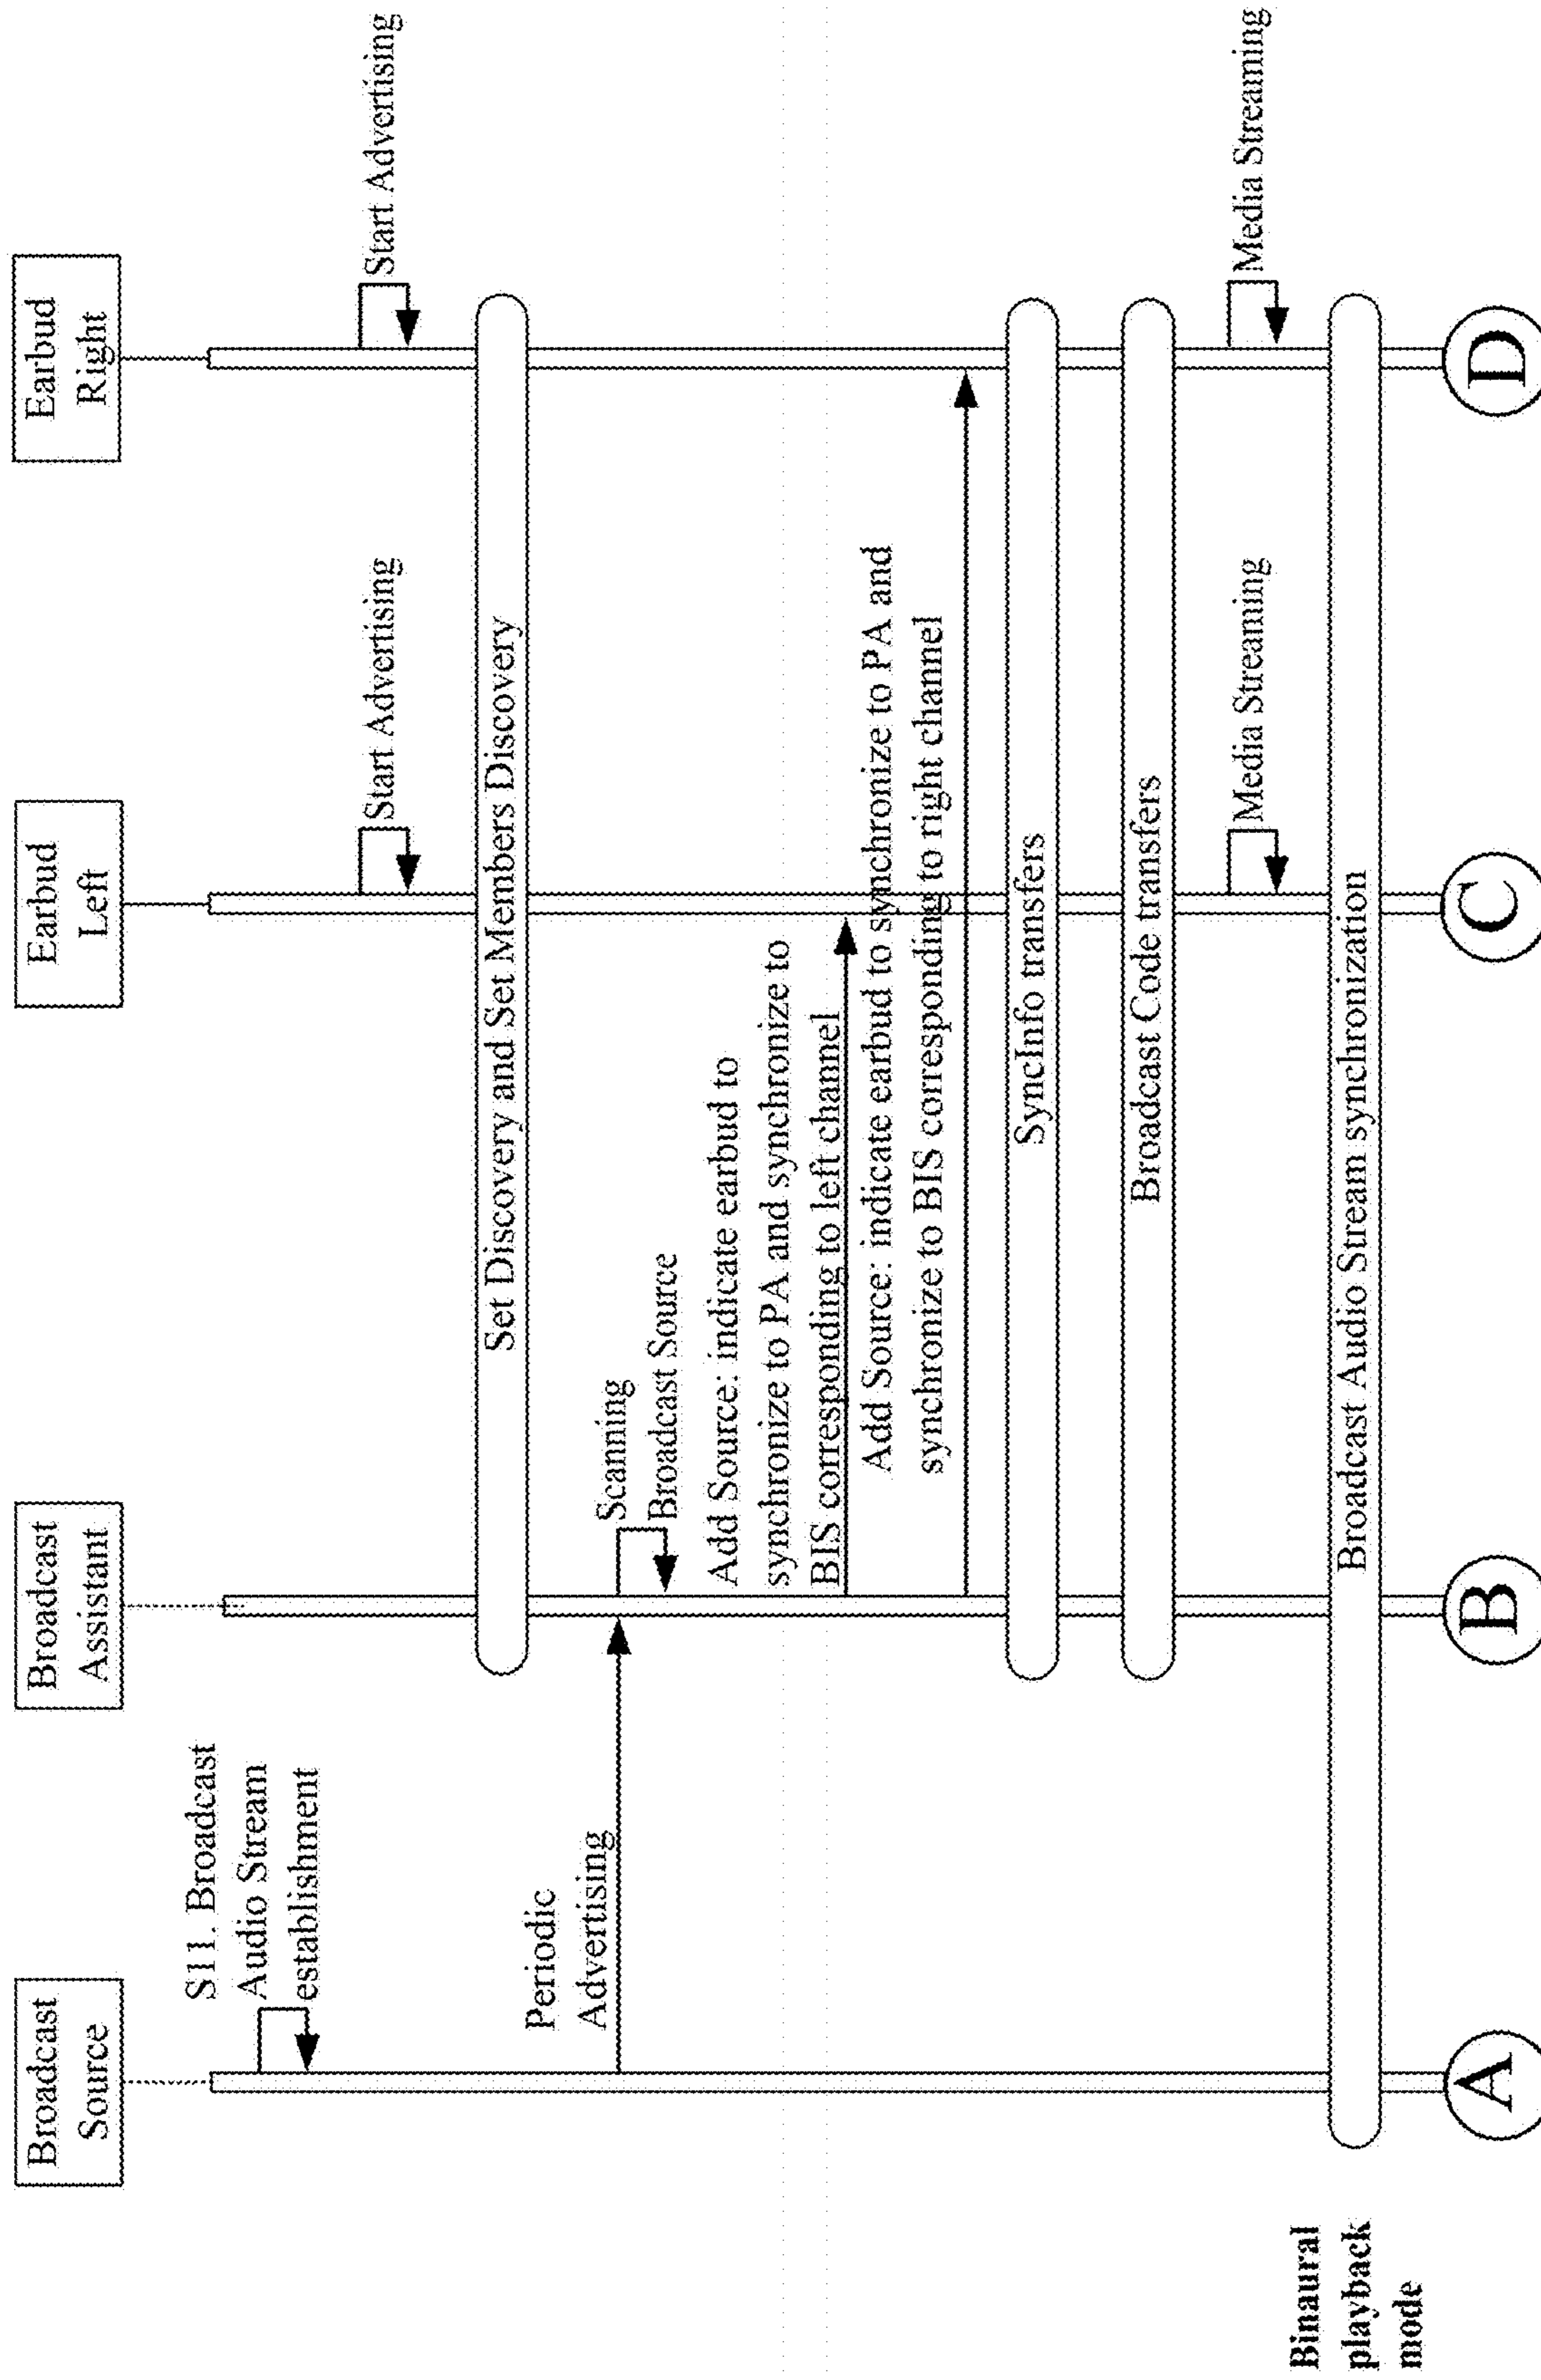 Broadcast
Source
Broadcast
Assistant
Earbud
Left
Earbud
Right
S11. Broadcast
Audio Stream
establishment
Start Advertising
Start Advertising
Set Discovery and Set Members Discovery
Periodic
Advertising
Scanning
Broadcast Source
Add Source: indicate earbud to
synchronize to PA and synchronize to
BIS corresponding to left channel
Add Source: indicate earbud to synchronize to PA and
synchronize to BIS corresponding to right channel
SyncInfo transfers
Broadcast Code transfers
Media Streaming
Media Streaming
Binaural
playback
mode
Broadcast Audio Stream synchronization
A
B
C
D